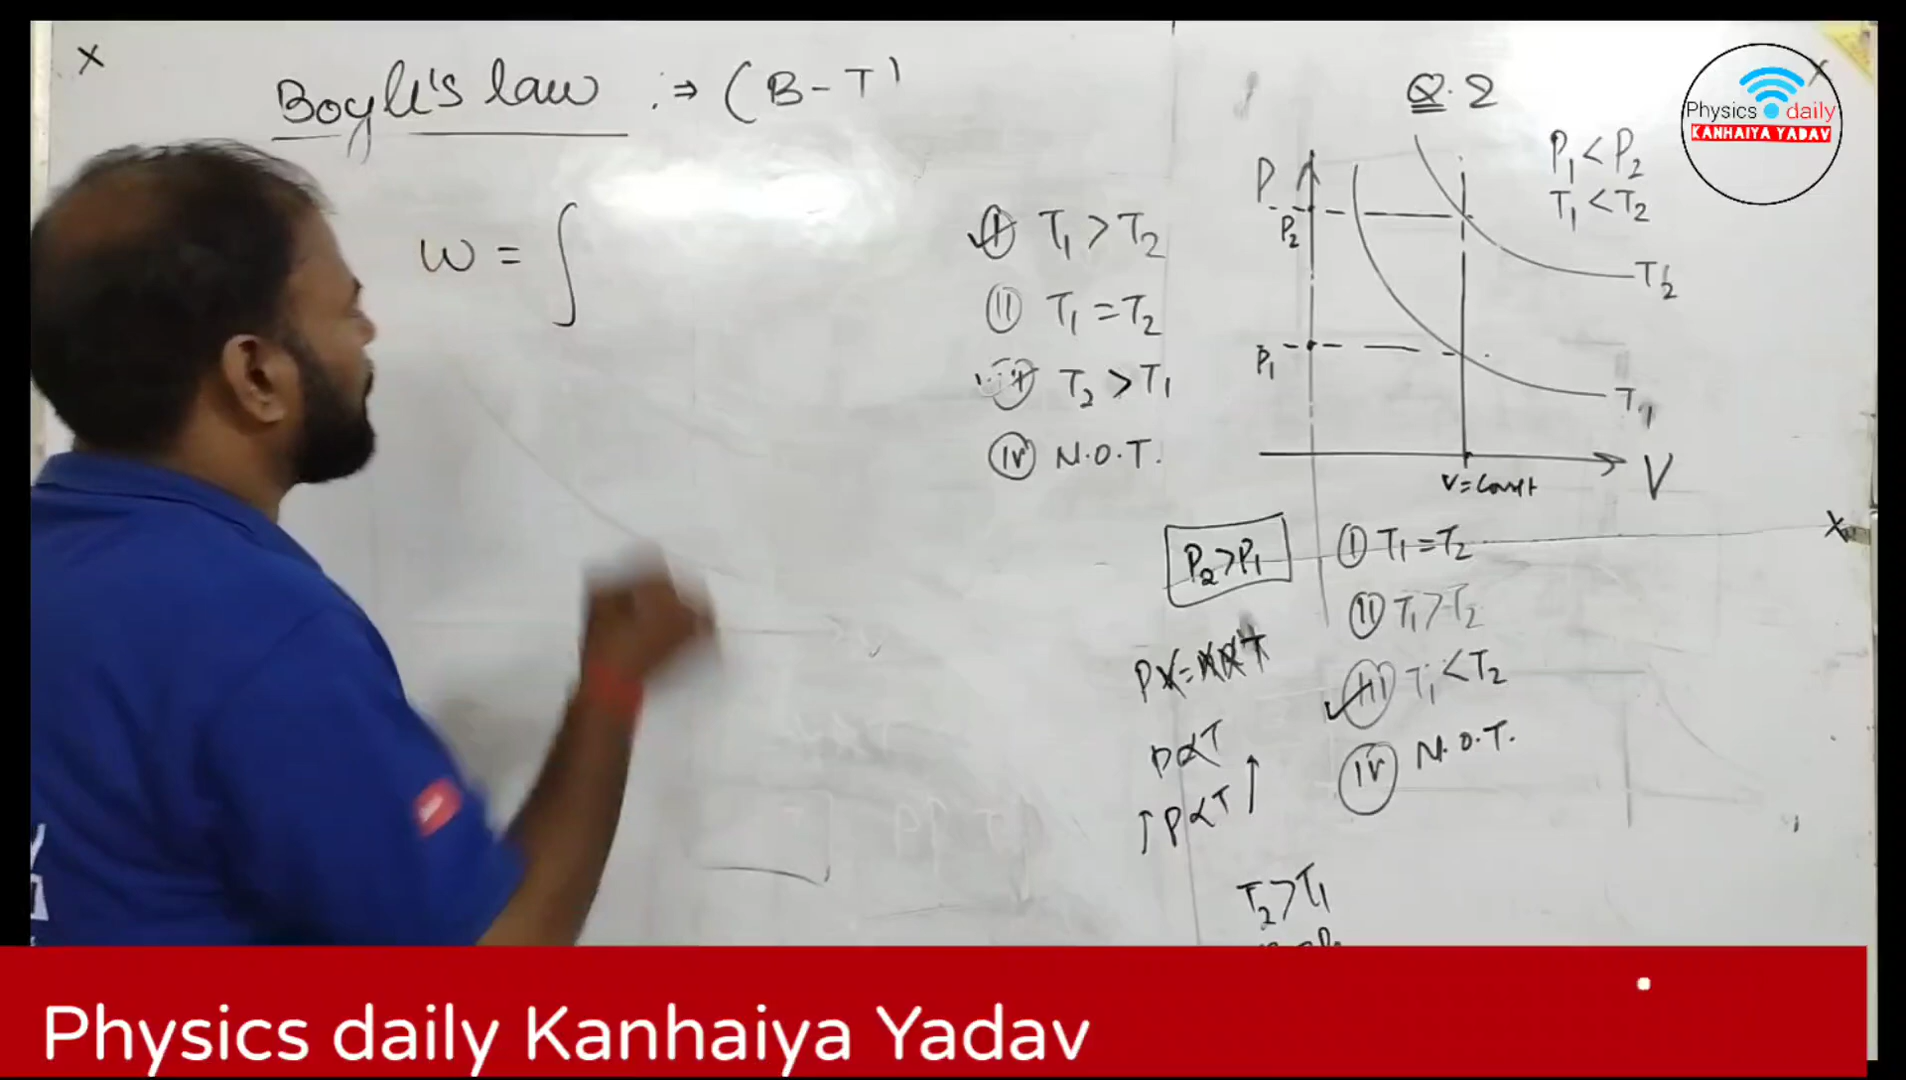 Boyle's law :⇒ (B-T)
W = ∫
(i) T₁ > T₂
(ii) T₁ = T₂
T₂ > T₁
(iv) N.O.T.
Q.2
P₁ < P₂
T₁ < T₂
P
P₂
P₁
T₂
T₁
V = Const
V
P₂ > P₁
(i) T₁ = T₂
(ii) T₁ > T₂
(iii) T₁ < T₂
(iv) N.O.T.
PV = nRT
P ∝ T
↑ P ∝ T ↑
T₂ > T₁
Physics daily
KANHAIYA YADAV
Physics daily Kanhaiya Yadav